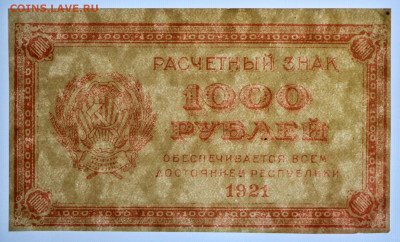 COINS.LAVE.RU
РАСЧЕТНЫЙ ЗНАК
1000
РУБЛЕЙ
ОБЕСПЕЧИВАЕТСЯ ВСЕМ
ДОСТОЯНИЕМ РЕСПУБЛИКИ
1921